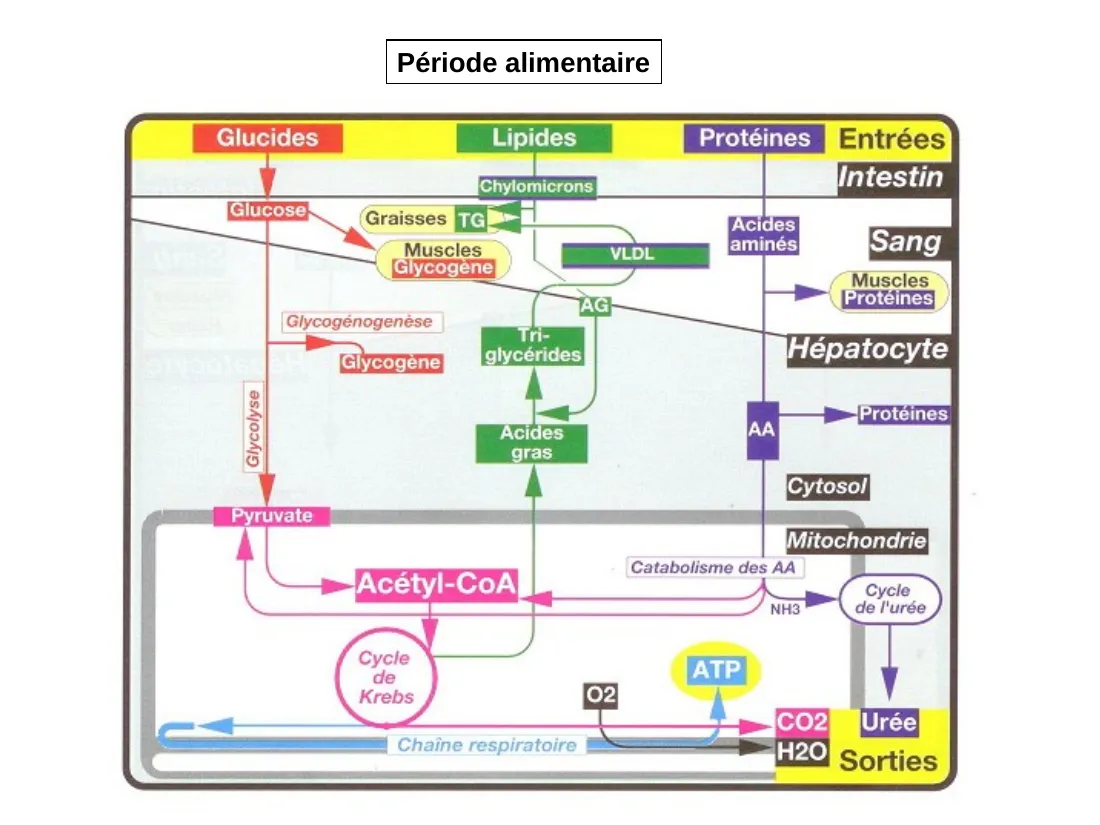 Période alimentaire
Glucides
Lipides
Protéines
Entrées
Intestin
Chylomicrons
Glucose
Graisses TG
Acides
aminés
Sang
Muscles
Glycogène
VLDL
Muscles
Protéines
AG
Glycogénogenèse
Tri-
glycérides
Hépatocyte
Glycogène
Glycolyse
Acides
gras
AA
Protéines
Cytosol
Pyruvate
Mitochondrie
Catabolisme des AA
Acétyl-CoA
NH3
Cycle
de l'urée
Cycle
de
Krebs
ATP
O2
CO2
Urée
Chaîne respiratoire
H2O
Sorties